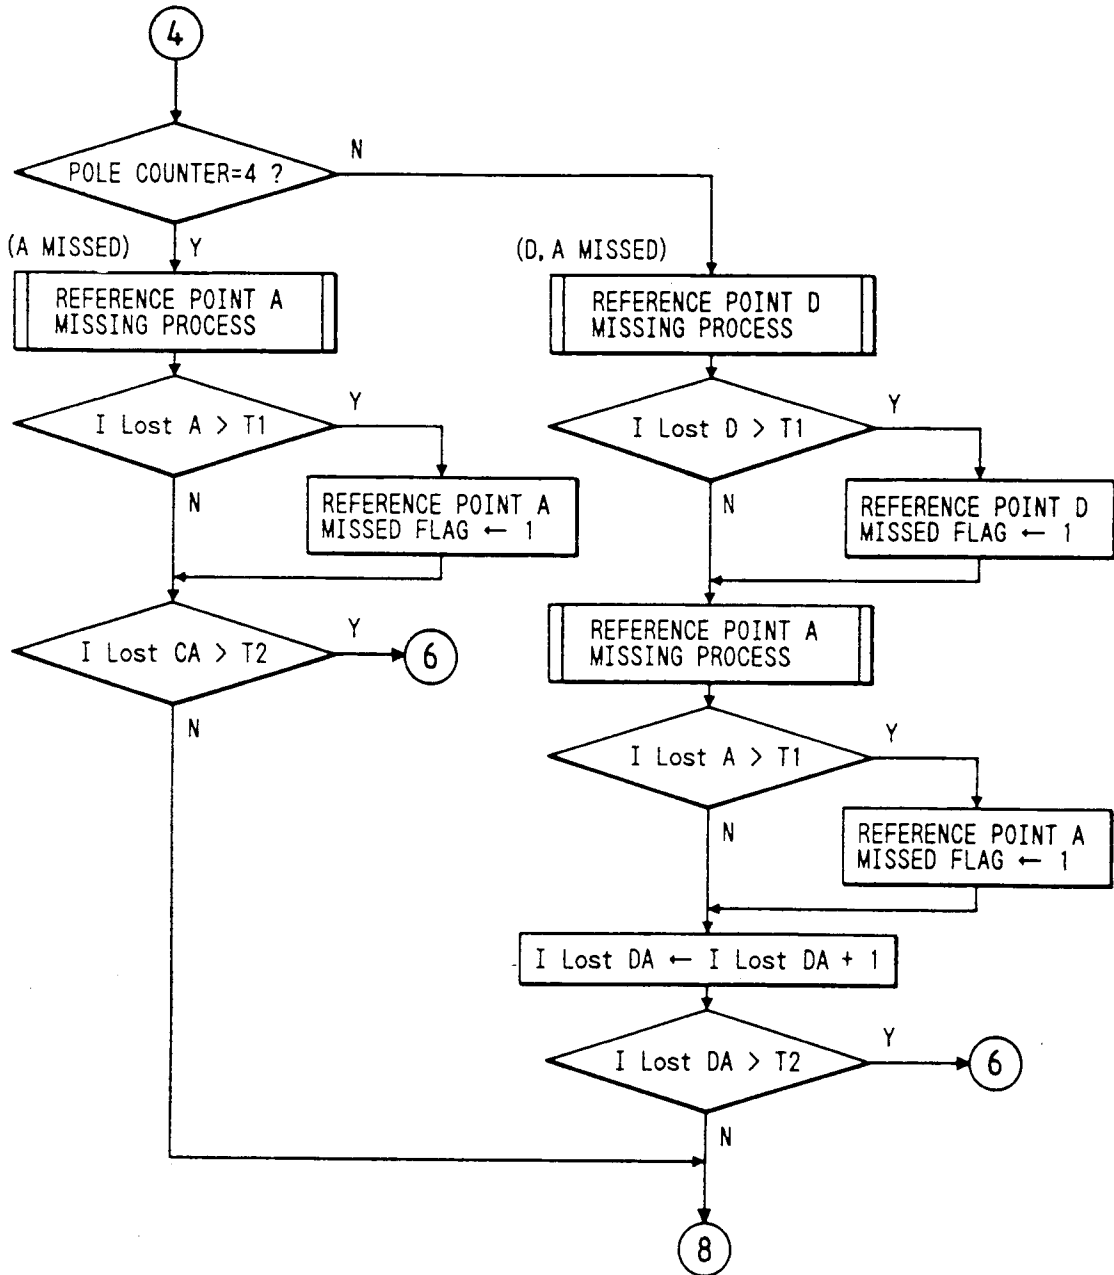 4
POLE COUNTER=4 ?
N
(A MISSED)
Y
REFERENCE POINT A
MISSING PROCESS
I Lost A > T1
Y
N
REFERENCE POINT A
MISSED FLAG ← 1
I Lost CA > T2
Y
6
N
(D, A MISSED)
REFERENCE POINT D
MISSING PROCESS
I Lost D > T1
Y
N
REFERENCE POINT D
MISSED FLAG ← 1
REFERENCE POINT A
MISSING PROCESS
I Lost A > T1
Y
N
REFERENCE POINT A
MISSED FLAG ← 1
I Lost DA ← I Lost DA + 1
I Lost DA > T2
Y
6
N
8